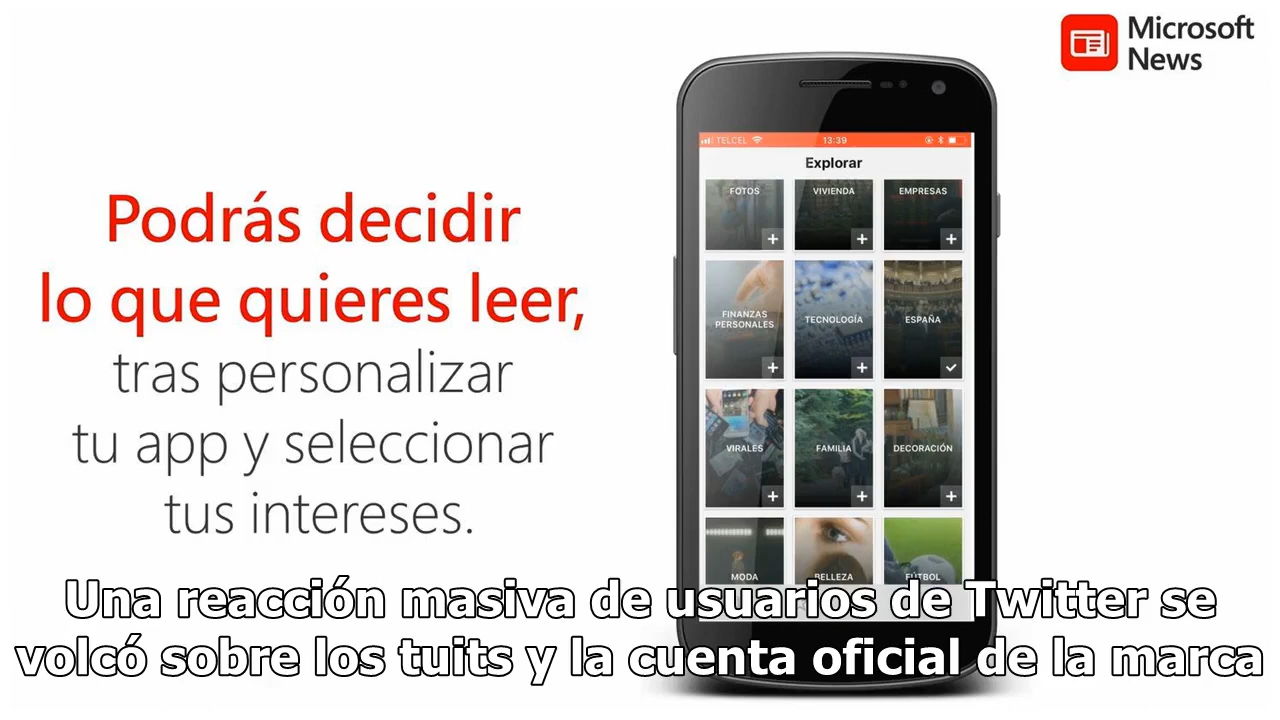 Microsoft
News
Podrás decidir
lo que quieres leer,
tras personalizar
tu app y seleccionar
tus intereses.
TELCEL 13:39
Explorar
FOTOS VIVIENDA EMPRESAS
FINANZAS
PERSONALES TECNOLOGÍA ESPAÑA
VIRALES FAMILIA DECORACIÓN
MODA BELLEZA FÚTBOL
Una reacción masiva de usuarios de Twitter se
volcó sobre los tuits y la cuenta oficial de la marca